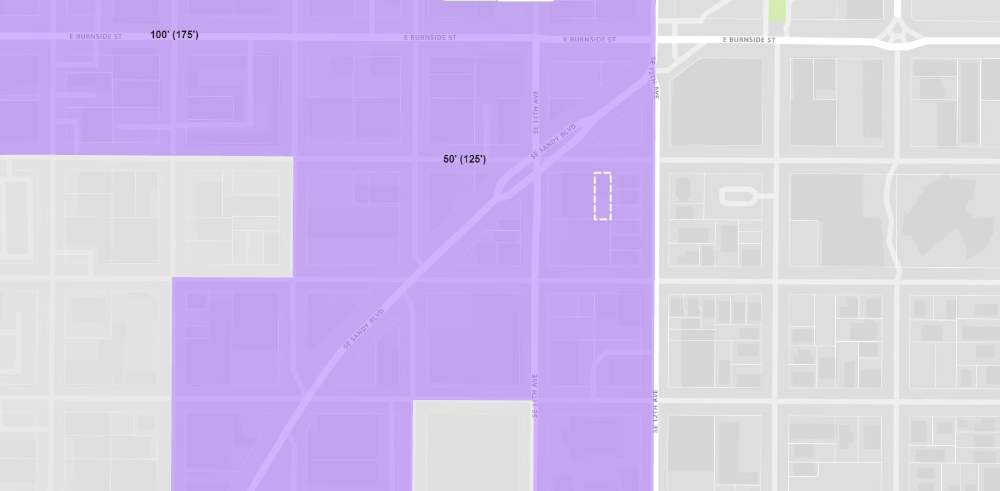 100' (175')
E BURNSIDE ST
E BURNSIDE ST
E BURNSIDE ST
E BURNSIDE ST
SE 12TH AVE
SE 11TH AVE
SE SANDY BLVD
50' (125')
SE SANDY BLVD
SE 11TH AVE
SE 12TH AVE